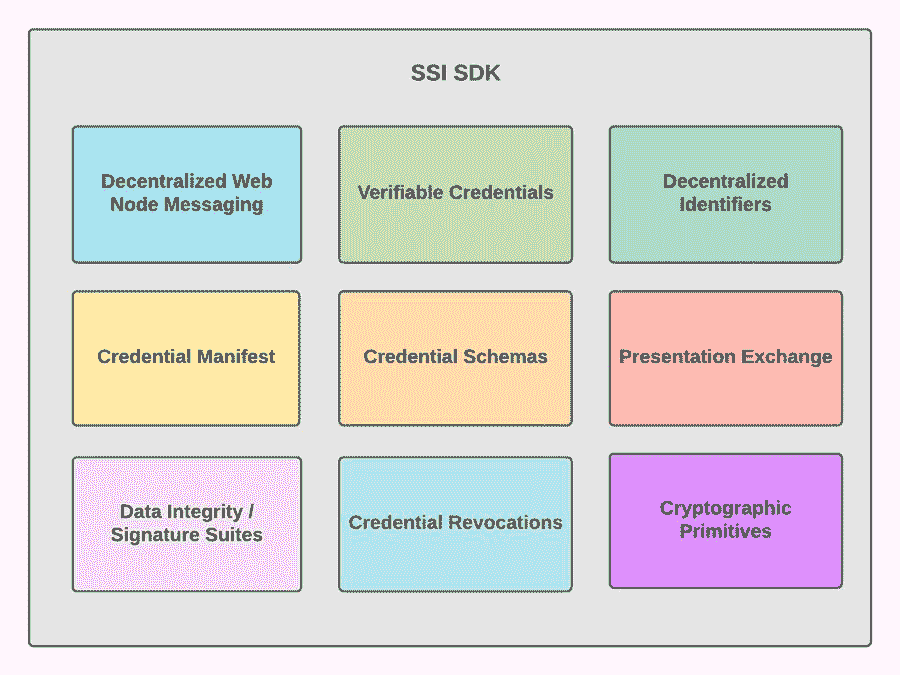 SSI SDK
Decentralized Web
Node Messaging
Verifiable Credentials
Decentralized
Identifiers
Credential Manifest
Credential Schemas
Presentation Exchange
Data Integrity /
Signature Suites
Credential Revocations
Cryptographic
Primitives